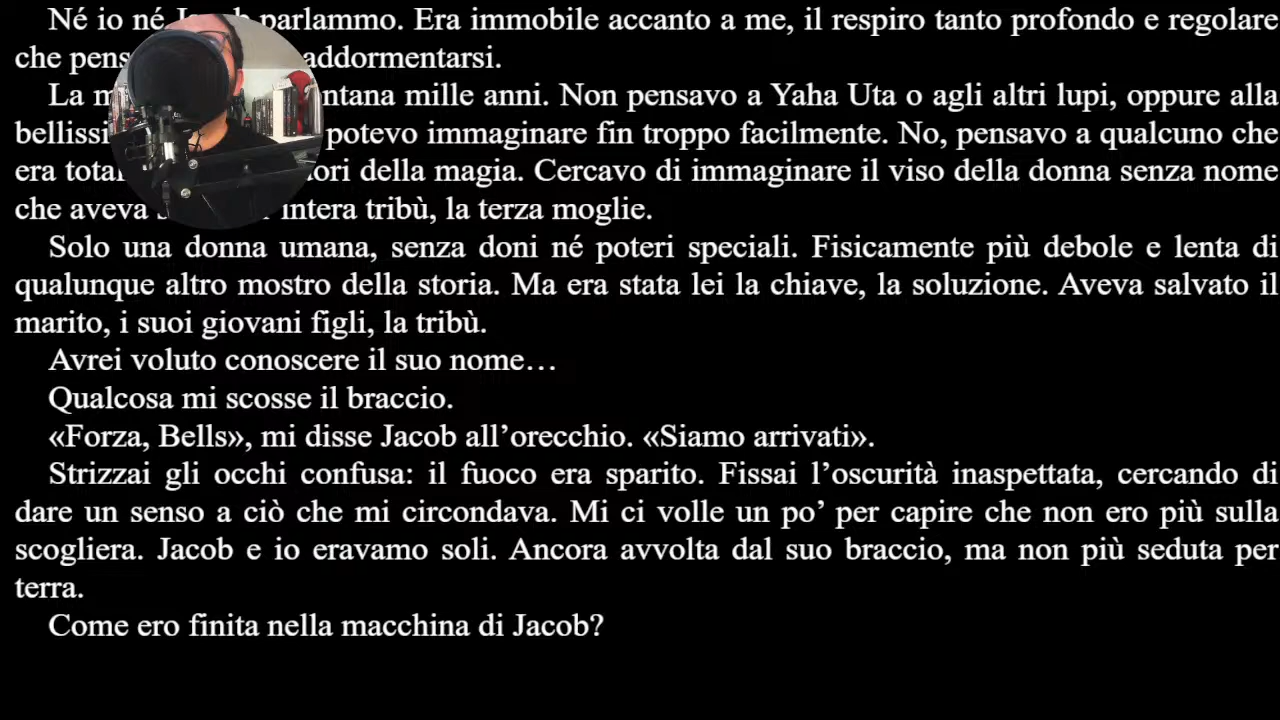 Né io né parlammo. Era immobile accanto a me, il respiro tanto profondo e regolare
che addormentarsi.
La mille anni. Non pensavo a Yaha Uta o agli altri lupi, oppure alla
potevo immaginare fin troppo facilmente. No, pensavo a qualcuno che
era della magia. Cercavo di immaginare il viso della donna senza nome
che aveva intera tribù, la terza moglie.
Solo una donna umana, senza doni né poteri speciali. Fisicamente più debole e lenta di
qualunque altro mostro della storia. Ma era stata lei la chiave, la soluzione. Aveva salvato il
marito, i suoi giovani figli, la tribù.
Avrei voluto conoscere il suo nome…
Qualcosa mi scosse il braccio.
«Forza, Bells», mi disse Jacob all’orecchio. «Siamo arrivati».
Strizzai gli occhi confusa: il fuoco era sparito. Fissai l’oscurità inaspettata, cercando di
dare un senso a ciò che mi circondava. Mi ci volle un po’ per capire che non ero più sulla
scogliera. Jacob e io eravamo soli. Ancora avvolta dal suo braccio, ma non più seduta per
terra.
Come ero finita nella macchina di Jacob?